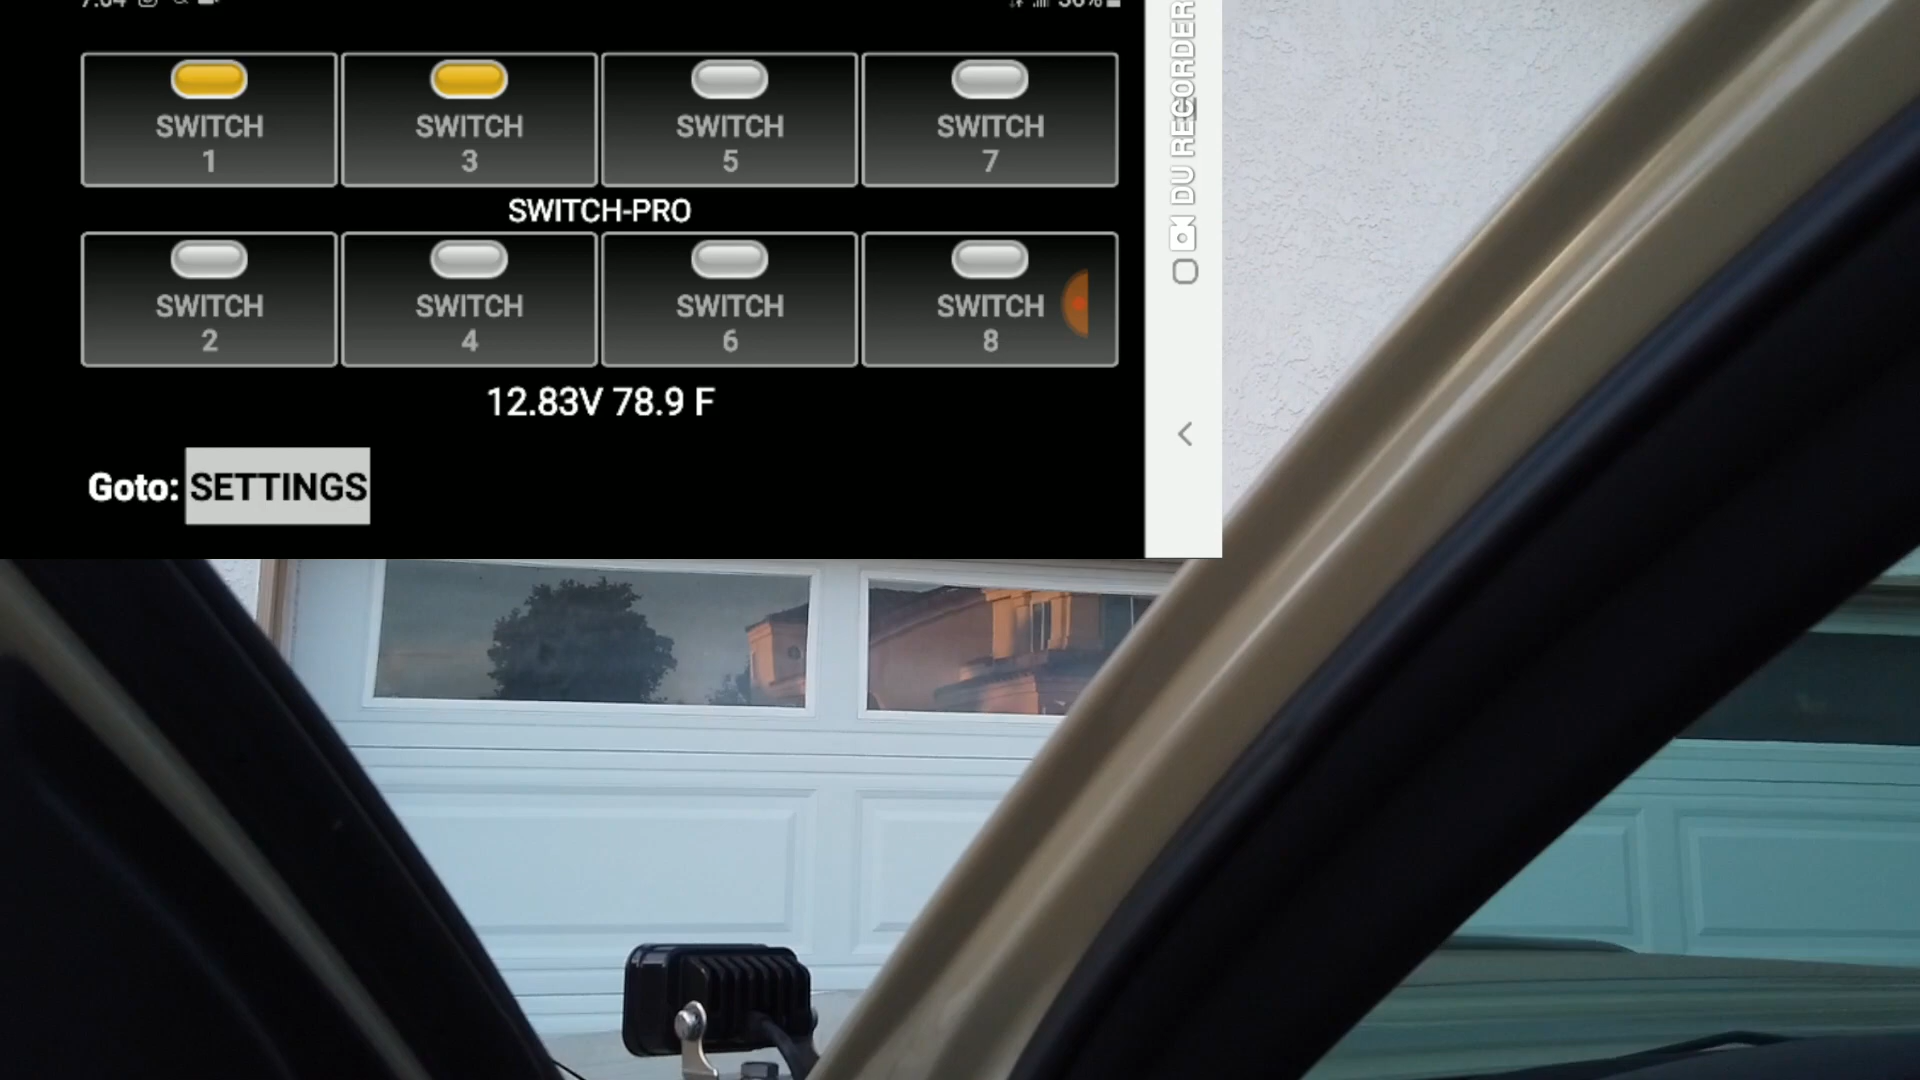 SWITCH
1
SWITCH
3
SWITCH
5
SWITCH
7
SWITCH-PRO
SWITCH
2
SWITCH
4
SWITCH
6
SWITCH
8
12.83V 78.9 F
Goto: SETTINGS
DU RECORDER